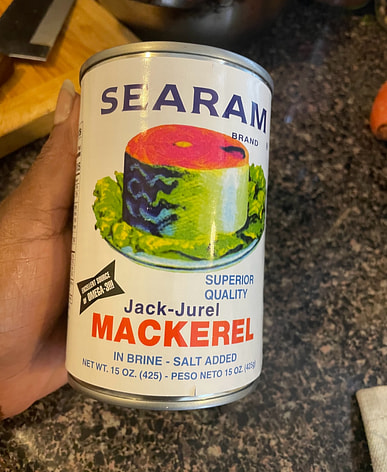 SEARAM
BRAND
EXCELLENT SOURCE
OF OMEGA-3!!!
SUPERIOR
QUALITY
Jack-Jurel
MACKEREL
IN BRINE - SALT ADDED
NET WT. 15 OZ. (425) - PESO NETO 15 OZ. (425g)